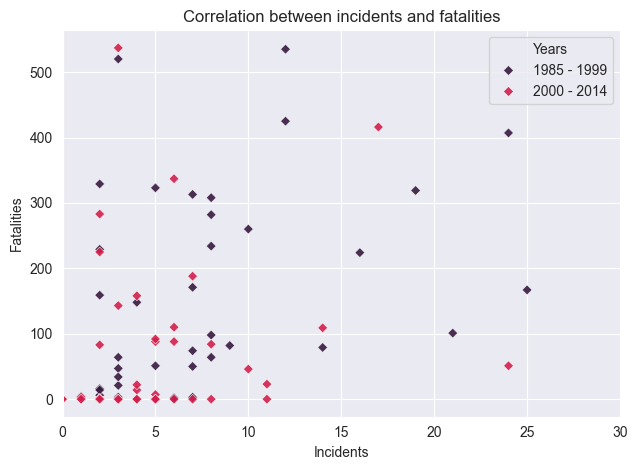 Correlation between incidents and fatalities
Years
1985 - 1999
2000 - 2014
500
400
300
200
100
0
Fatalities
0 5 10 15 20 25 30
Incidents